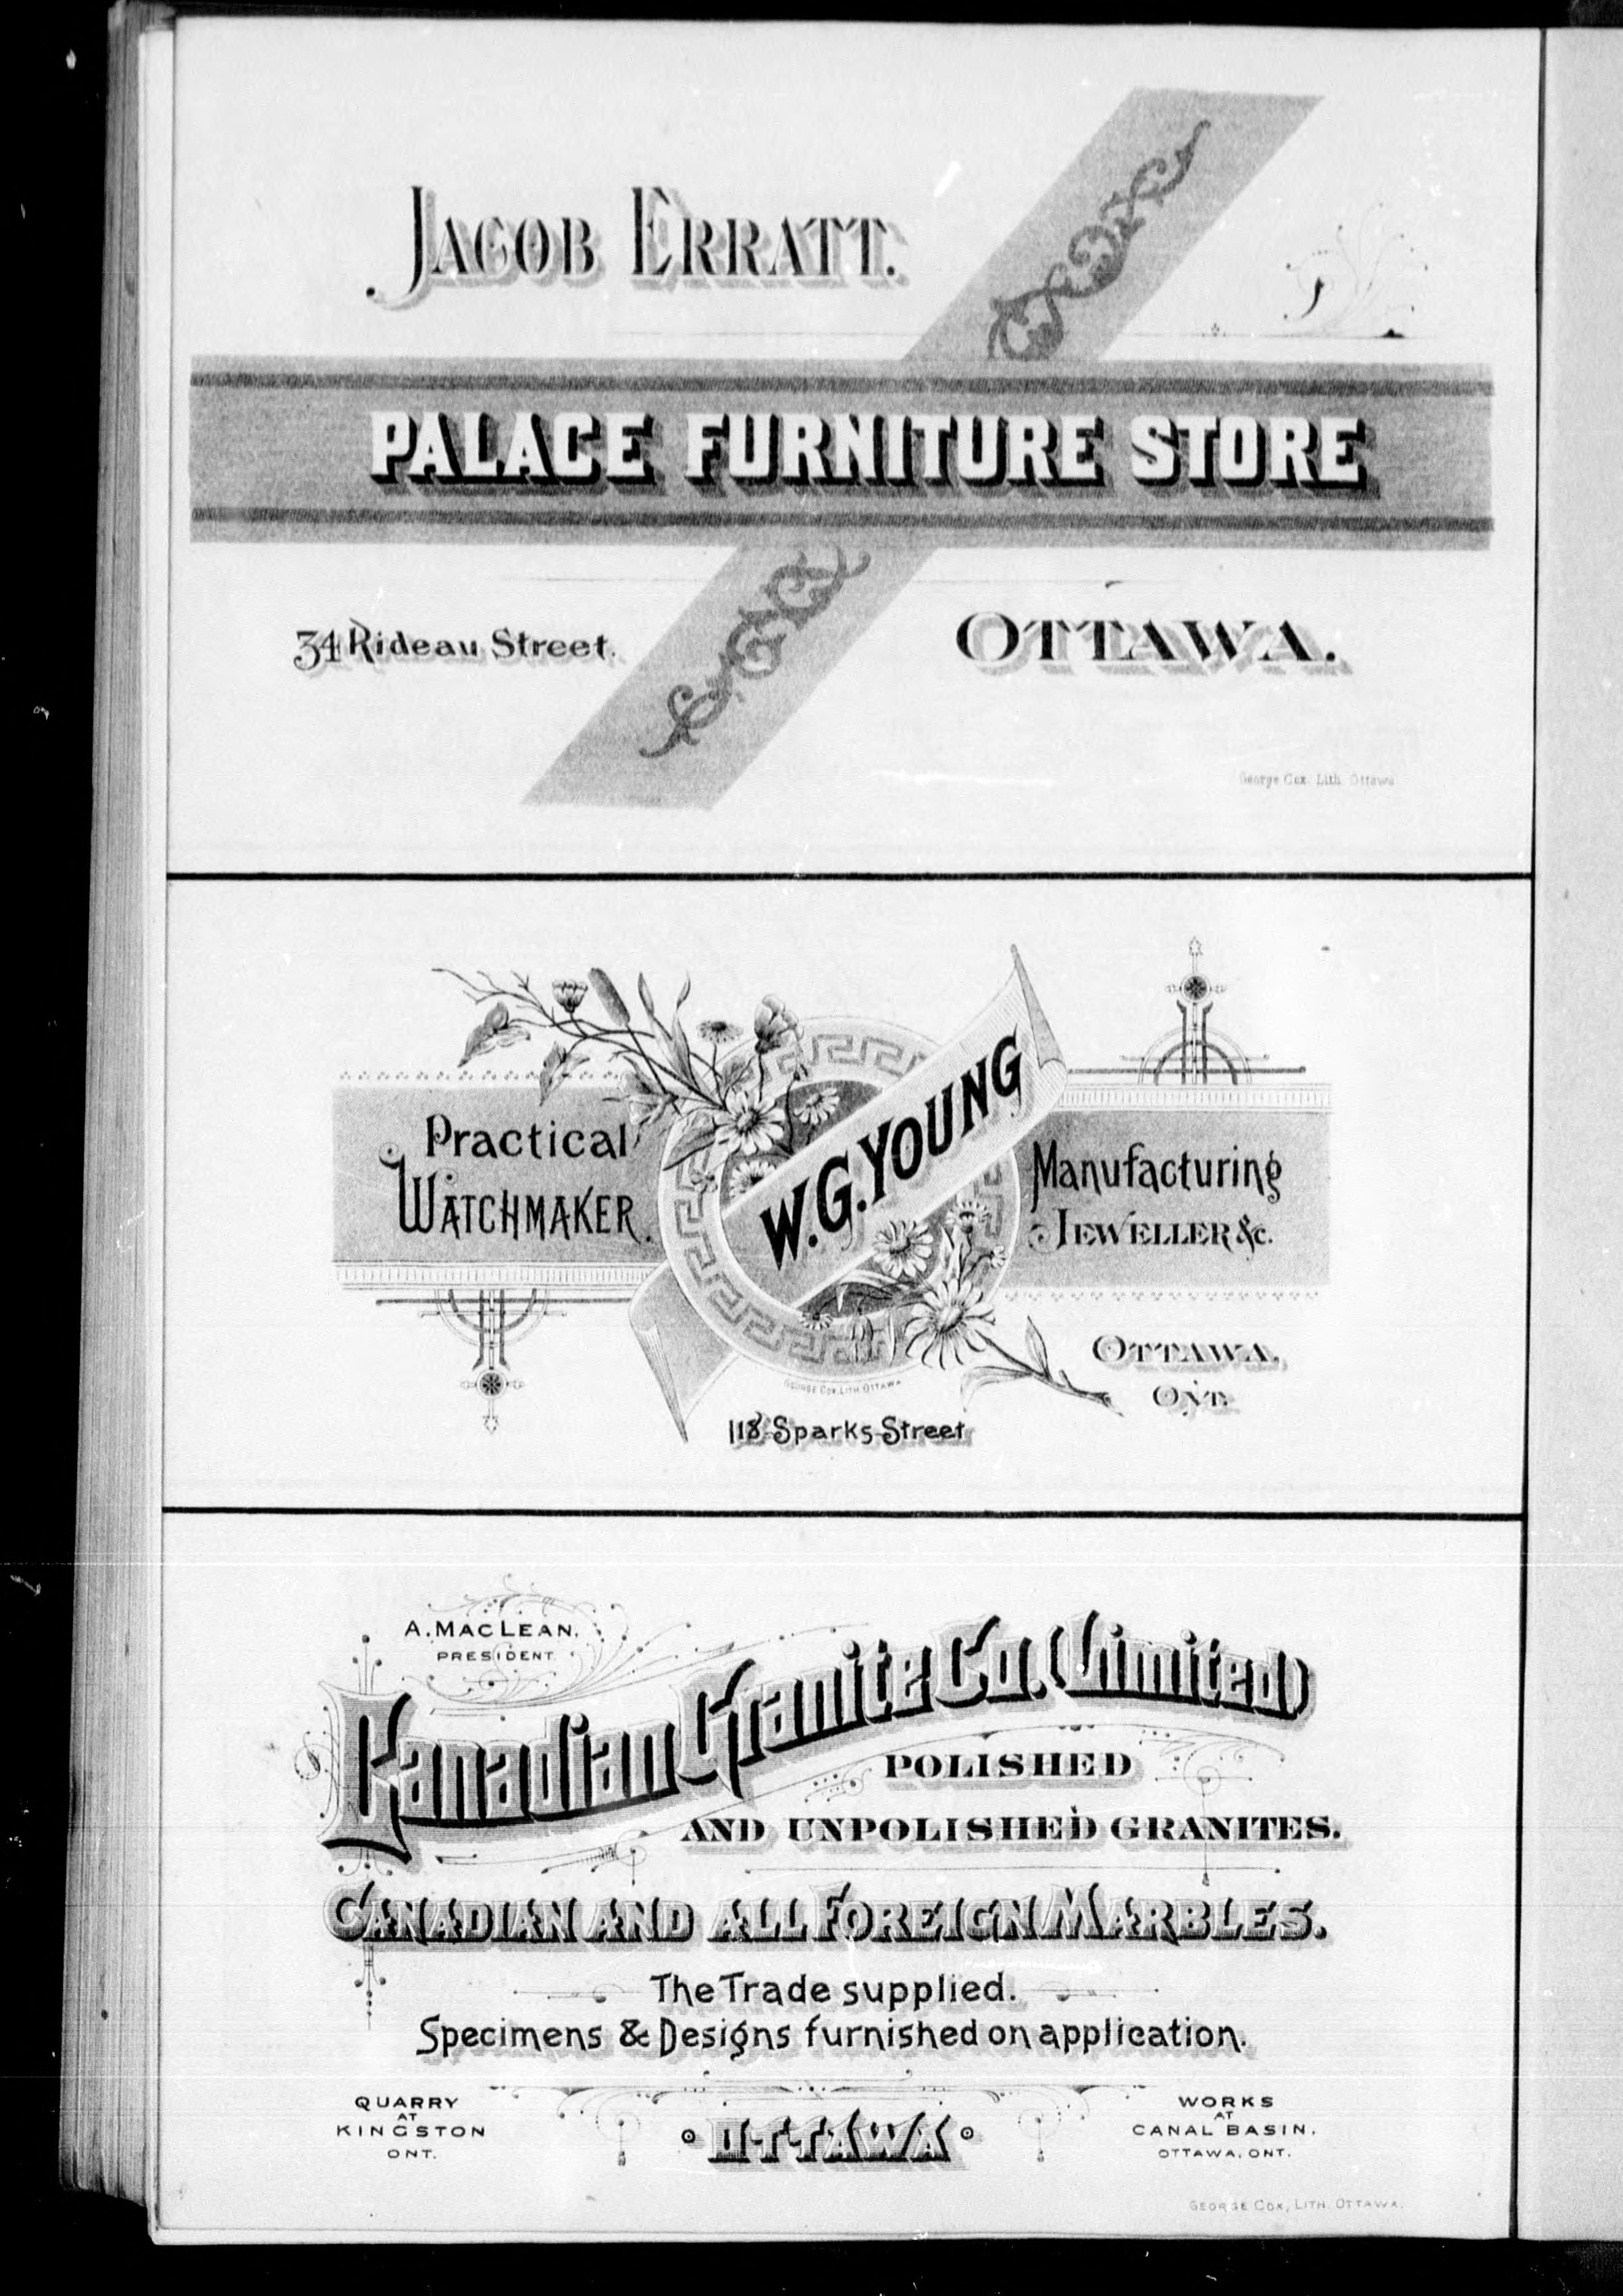 JACOB ERRATT.
PALACE FURNITURE STORE
34 Rideau Street.
OTTAWA.
George Cox. Lith. Ottawa
Practical
WATCHMAKER.
W.G. YOUNG
Manufacturing
JEWELLER &c.
OTTAWA,
ONT.
GEORGE COX, LITH. OTTAWA
118 Sparks Street
A. MACLEAN.
PRESIDENT.
Canadian Granite Co. (Limited)
POLISHED
AND UNPOLISHED GRANITES.
CANADIAN AND ALL FOREIGN MARBLES.
The Trade supplied.
Specimens & Designs furnished on application.
QUARRY
AT
KINGSTON
ONT.
OTTAWA
WORKS
AT
CANAL BASIN.
OTTAWA, ONT.
GEORGE COX, LITH. OTTAWA.